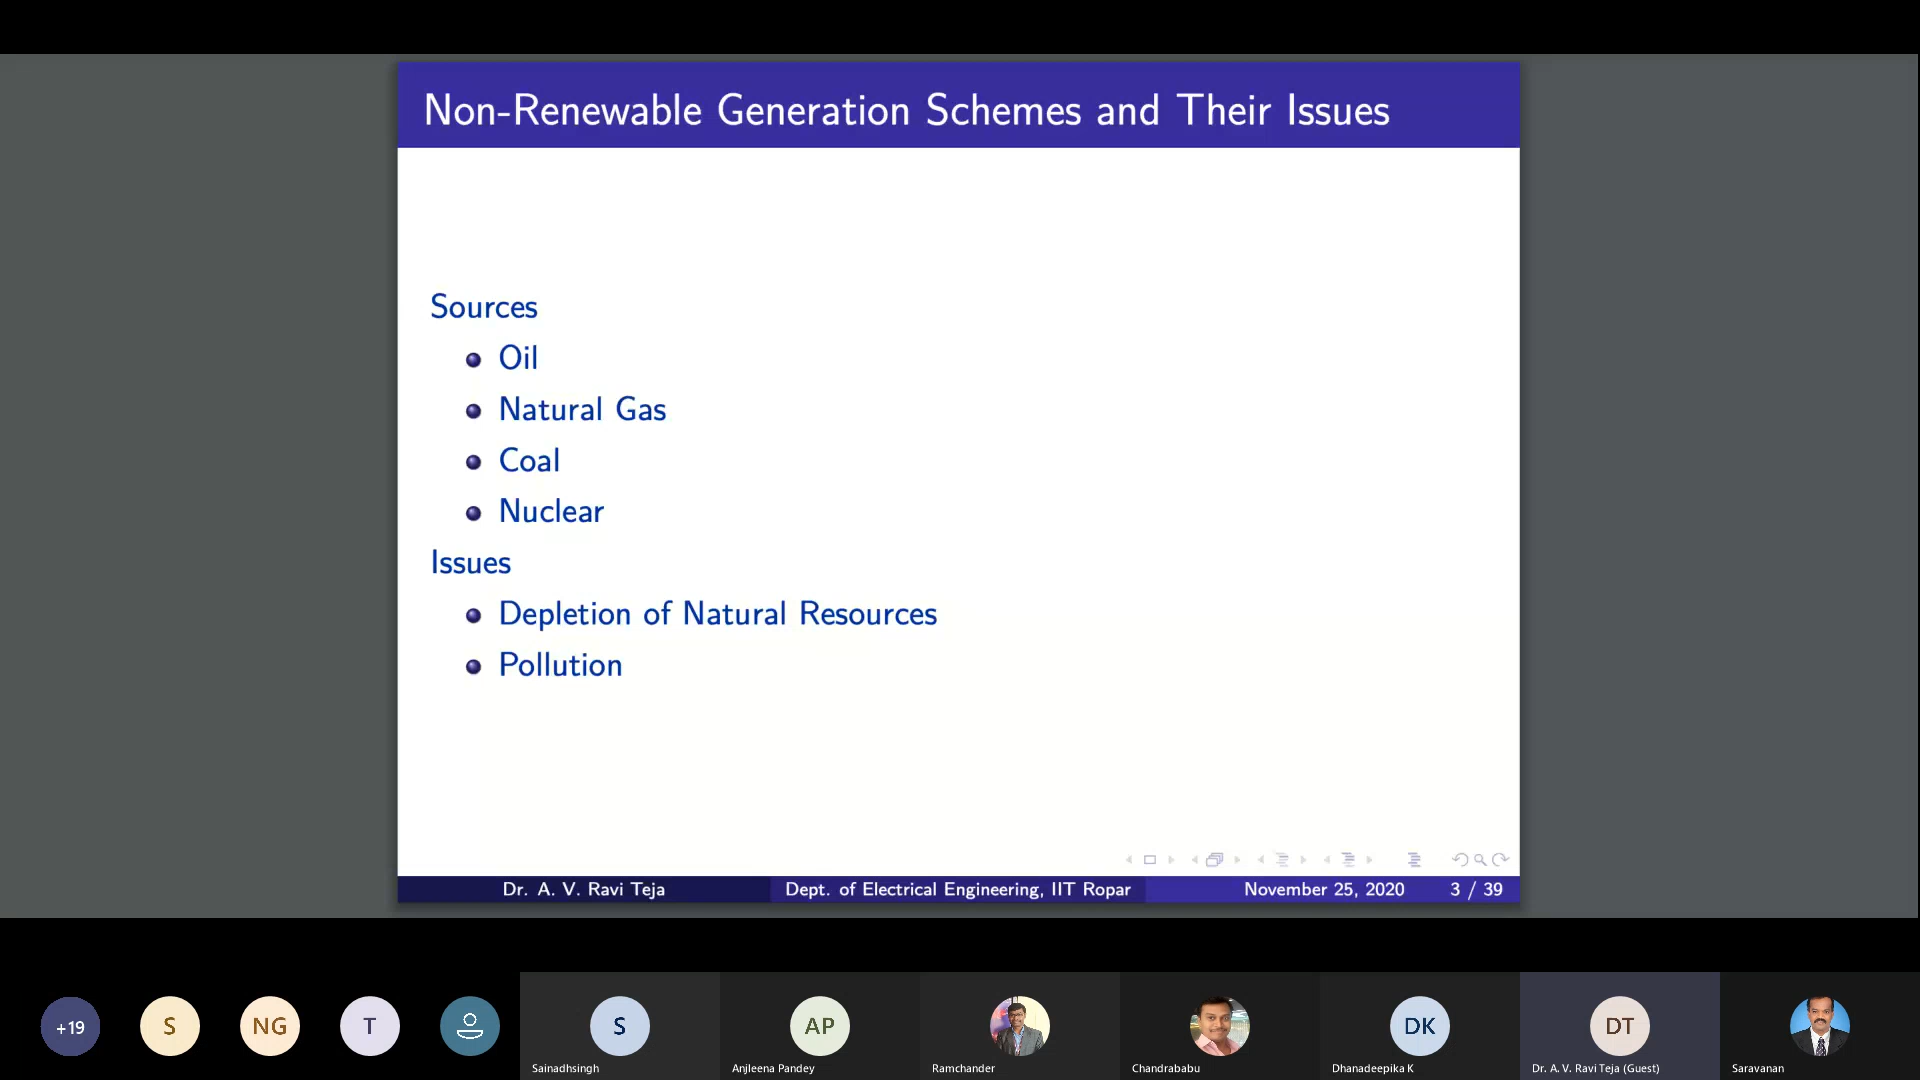 Non-Renewable Generation Schemes and Their Issues
Sources
Oil
Natural Gas
Coal
Nuclear
Issues
Depletion of Natural Resources
Pollution
Dr. A. V. Ravi Teja Dept. of Electrical Engineering, IIT Ropar November 25, 2020 3 / 39
+19 S NG T S AP DK DT
Sainadhsingh Anjleena Pandey Ramchander Chandrababu Dhanadeepika K Dr. A. V. Ravi Teja (Guest) Saravanan